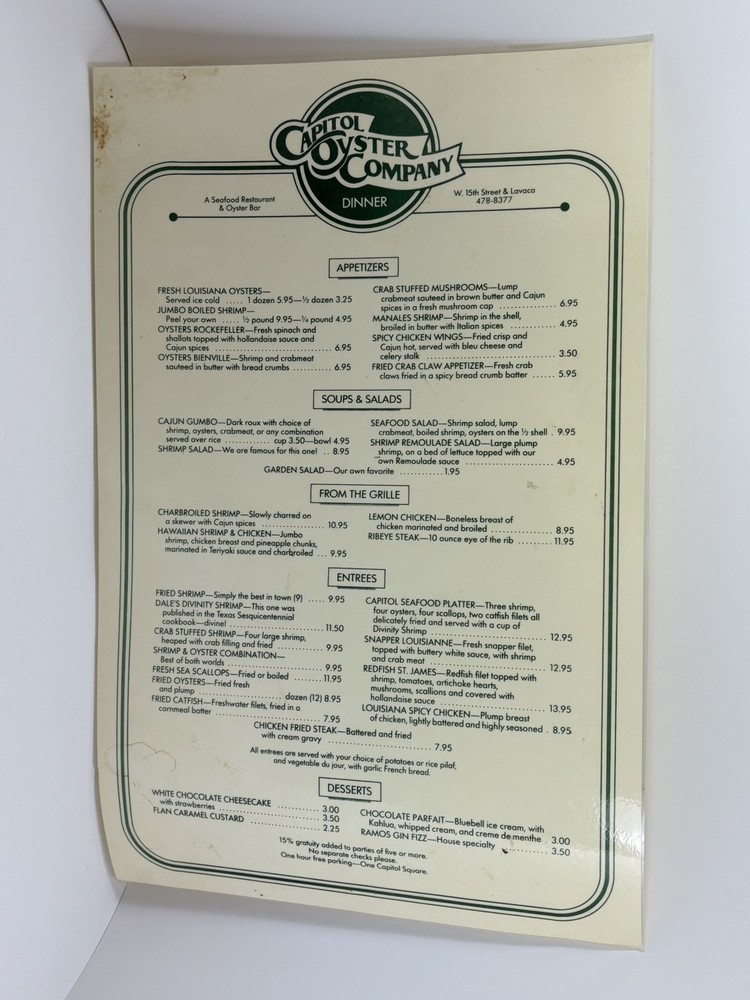 CAPITOL
OYSTER
COMPANY
DINNER
A Seafood Restaurant
& Oyster Bar
W. 15th Street & Lavaca
478-8377
APPETIZERS
FRESH LOUISIANA OYSTERS—
Served ice cold ..... 1 dozen 5.95—½ dozen 3.25
JUMBO BOILED SHRIMP—
Peel your own ..... ½ pound 9.95—¼ pound 4.95
OYSTERS ROCKEFELLER—Fresh spinach and
shallots topped with hollandaise sauce and
Cajun spices ............................ 6.95
OYSTERS BIENVILLE—Shrimp and crabmeat
sauteed in butter with bread crumbs ........... 6.95
CRAB STUFFED MUSHROOMS—Lump
crabmeat sauteed in brown butter and Cajun
spices in a fresh mushroom cap ............... 6.95
MANALES SHRIMP—Shrimp in the shell,
broiled in butter with Italian spices ............ 4.95
SPICY CHICKEN WINGS—Fried crisp and
Cajun hot, served with bleu cheese and
celery stalk ............................... 3.50
FRIED CRAB CLAW APPETIZER—Fresh crab
claws fried in a spicy bread crumb batter ...... 5.95
SOUPS & SALADS
CAJUN GUMBO—Dark roux with choice of
shrimp, oysters, crabmeat, or any combination
served over rice ............ cup 3.50—bowl 4.95
SHRIMP SALAD—We are famous for this one! .. 8.95
SEAFOOD SALAD—Shrimp salad, lump
crabmeat, boiled shrimp, oysters on the ½ shell . 9.95
SHRIMP REMOULADE SALAD—Large plump
shrimp, on a bed of lettuce topped with our
own Remoulade sauce ..................... 4.95
GARDEN SALAD—Our own favorite ........... 1.95
FROM THE GRILLE
CHARBROILED SHRIMP—Slowly charred on
a skewer with Cajun spices ................. 10.95
HAWAIIAN SHRIMP & CHICKEN—Jumbo
shrimp, chicken breast and pineapple chunks,
marinated in Teriyaki sauce and charbroiled ... 9.95
LEMON CHICKEN—Boneless breast of
chicken marinated and broiled ............... 8.95
RIBEYE STEAK—10 ounce eye of the rib ......... 11.95
ENTREES
FRIED SHRIMP—Simply the best in town (9) ..... 9.95
DALE'S DIVINITY SHRIMP—This one was
published in the Texas Sesquicentennial
cookbook—divine! ........................ 11.50
CRAB STUFFED SHRIMP—Four large shrimp,
heaped with crab filling and fried ............. 9.95
SHRIMP & OYSTER COMBINATION—
Best of both worlds ........................ 9.95
FRESH SEA SCALLOPS—Fried or boiled ........ 11.95
FRIED OYSTERS—Fried fresh
and plump .................... dozen (12) 8.95
FRIED CATFISH—Freshwater filets, fried in a
cornmeal batter .......................... 7.95
CAPITOL SEAFOOD PLATTER—Three shrimp,
four oysters, four scallops, two catfish filets all
delicately fried and served with a cup of
Divinity Shrimp ........................... 12.95
SNAPPER LOUISIANNE—Fresh snapper filet,
topped with buttery white sauce, with shrimp
and crab meat ............................ 12.95
REDFISH ST. JAMES—Redfish filet topped with
shrimp, tomatoes, artichoke hearts,
mushrooms, scallions and covered with
hollandaise sauce ......................... 13.95
LOUISIANA SPICY CHICKEN—Plump breast
of chicken, lightly battered and highly seasoned . 8.95
CHICKEN FRIED STEAK—Battered and fried
with cream gravy ......................... 7.95
All entrees are served with your choice of potatoes or rice pilaf,
and vegetable du jour, with garlic French bread.
DESSERTS
WHITE CHOCOLATE CHEESECAKE ........... 3.00
with strawberries ......................... 3.50
FLAN CARAMEL CUSTARD .................. 2.25
CHOCOLATE PARFAIT—Bluebell ice cream, with
Kahlua, whipped cream, and creme de menthe . 3.00
RAMOS GIN FIZZ—House specialty ........... 3.50
15% gratuity added to parties of five or more.
No separate checks please.
One hour free parking—One Capitol Square.